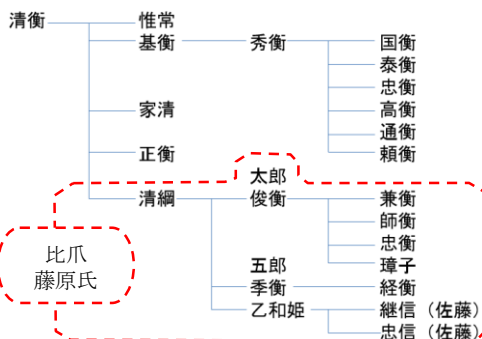 清衡 惟常
基衡 秀衡 国衡
泰衡
忠衡
家清 高衡
通衡
正衡 頼衡
太郎
清綱 俊衡 兼衡
師衡
忠衡
比爪
藤原氏
五郎 璋子
季衡 経衡
乙和姫 継信（佐藤）
忠信（佐藤）